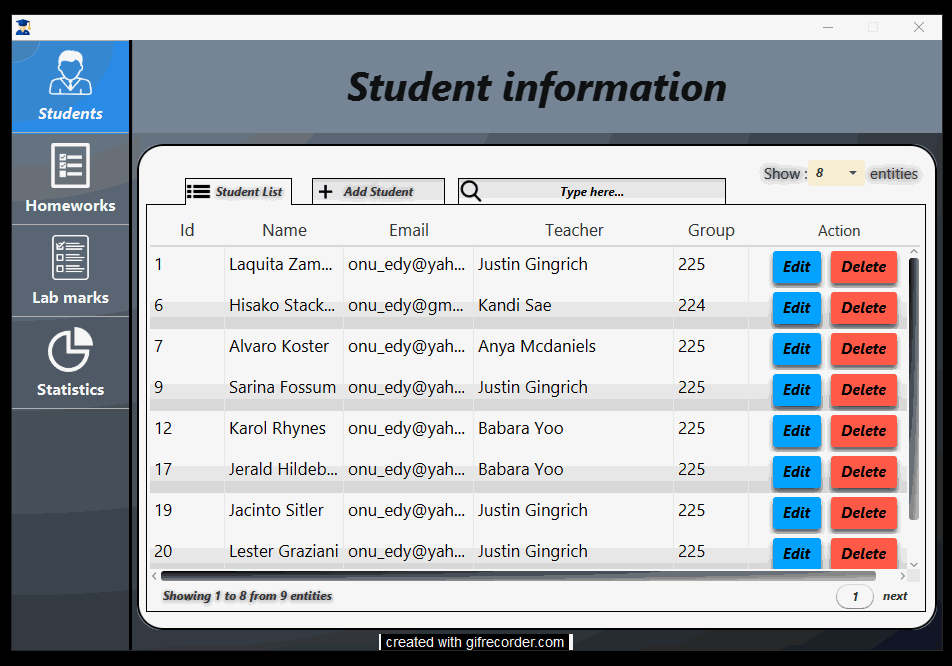 Student information
Students
Homeworks
Lab marks
Statistics
Show : 8 entities
Student List Add Student Type here...
Id Name Email Teacher Group Action
1 Laquita Zam... onu_edy@yah... Justin Gingrich 225 Edit Delete
6 Hisako Stack... onu_edy@gm... Kandi Sae 224 Edit Delete
7 Alvaro Koster onu_edy@yah... Anya Mcdaniels 225 Edit Delete
9 Sarina Fossum onu_edy@yah... Justin Gingrich 225 Edit Delete
12 Karol Rhynes onu_edy@yah... Babara Yoo 225 Edit Delete
17 Jerald Hildeb... onu_edy@yah... Babara Yoo 225 Edit Delete
19 Jacinto Sitler onu_edy@yah... Justin Gingrich 225 Edit Delete
20 Lester Graziani onu_edy@yah... Justin Gingrich 225 Edit Delete
Showing 1 to 8 from 9 entities 1 next
created with gifrecorder.com